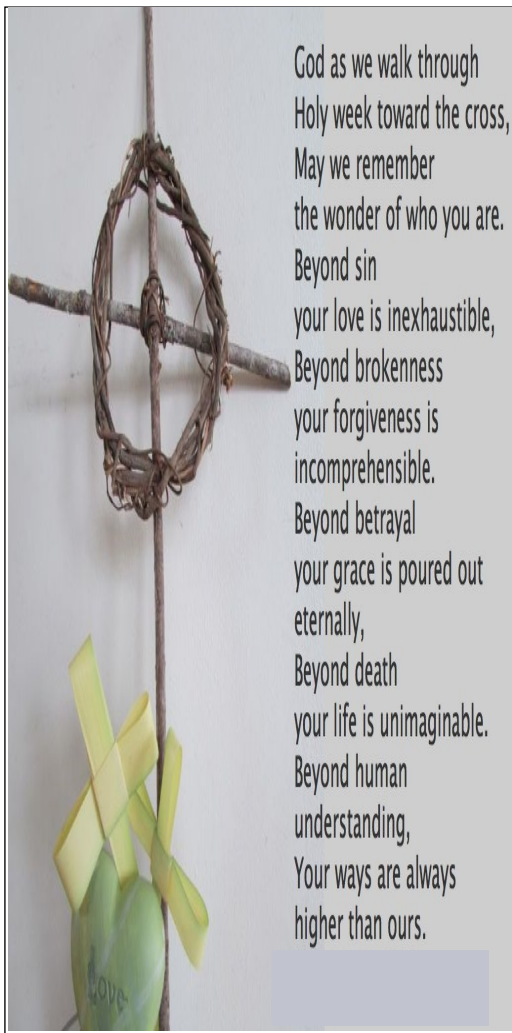 God as we walk through
Holy week toward the cross,
May we remember
the wonder of who you are.
Beyond sin
your love is inexhaustible,
Beyond brokenness
your forgiveness is
incomprehensible.
Beyond betrayal
your grace is poured out
eternally,
Beyond death
your life is unimaginable.
Beyond human
understanding,
Your ways are always
higher than ours.
Love